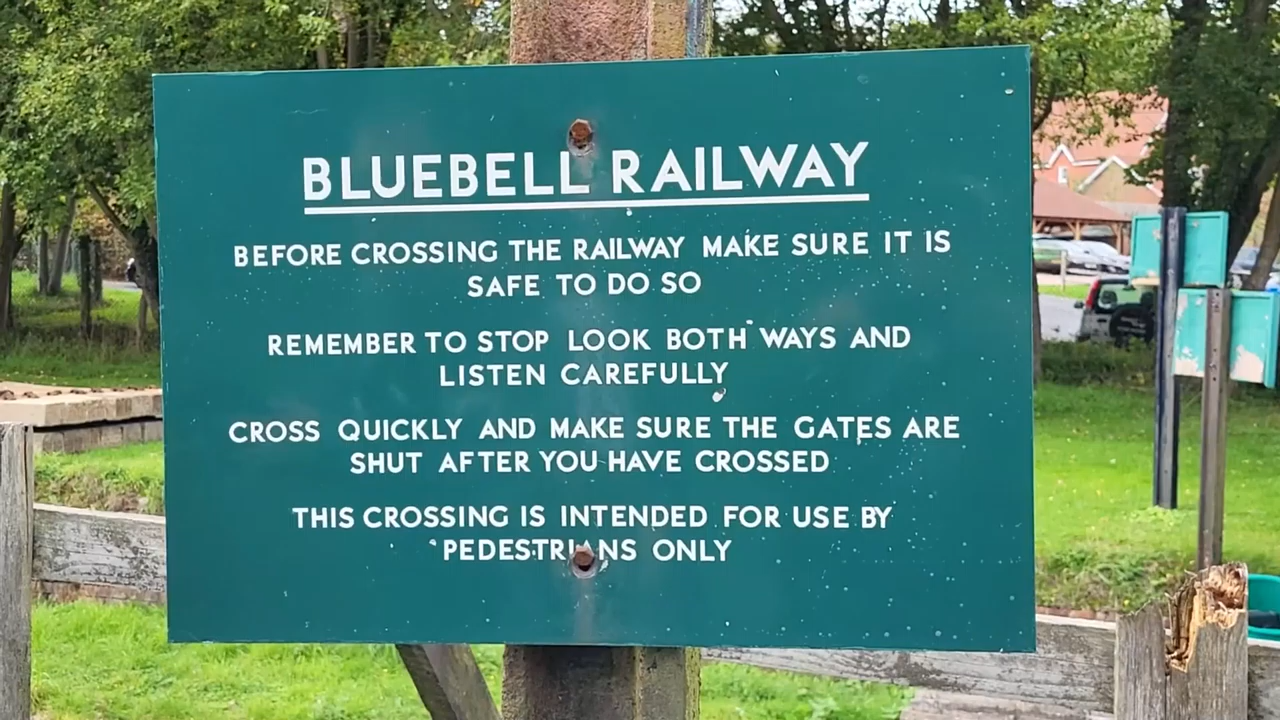 BLUEBELL RAILWAY
BEFORE CROSSING THE RAILWAY MAKE SURE IT IS
SAFE TO DO SO
REMEMBER TO STOP LOOK BOTH WAYS AND
LISTEN CAREFULLY
CROSS QUICKLY AND MAKE SURE THE GATES ARE
SHUT AFTER YOU HAVE CROSSED
THIS CROSSING IS INTENDED FOR USE BY
PEDESTRIANS ONLY